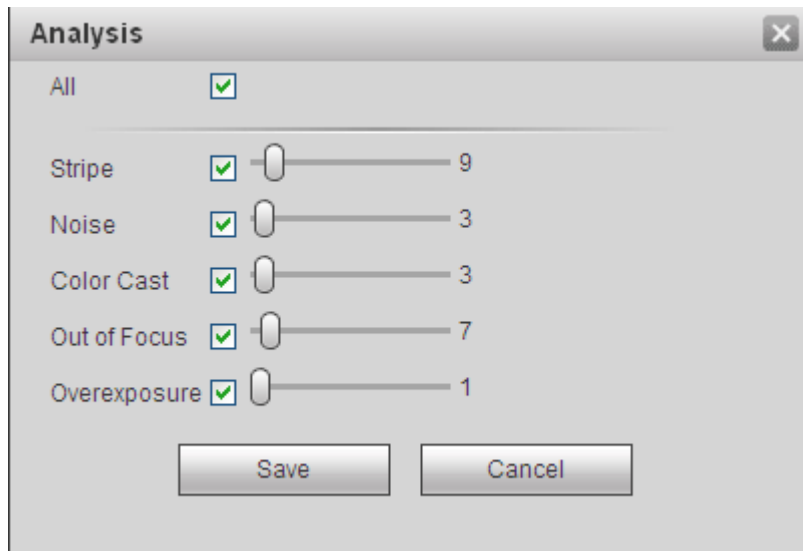 Analysis
All
Stripe 9
Noise 3
Color Cast 3
Out of Focus 7
Overexposure 1
Save Cancel